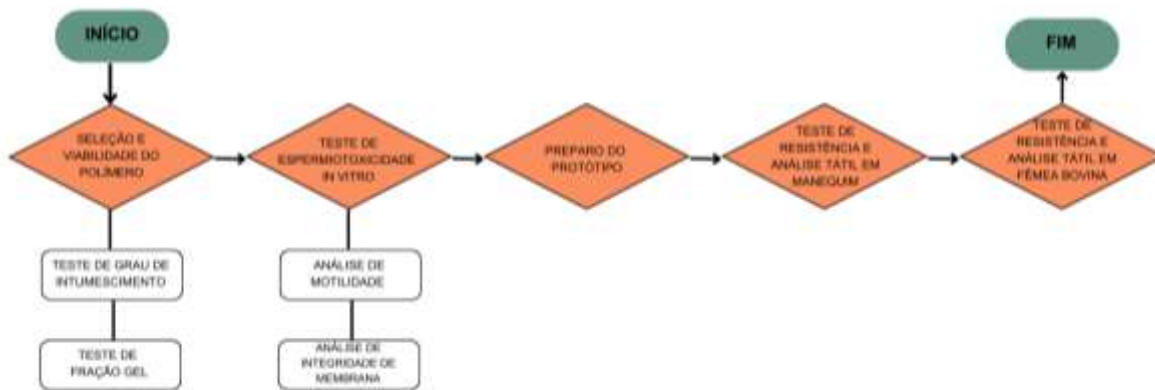 INÍCIO
FIM
SELEÇÃO E
VIABILIDADE DO
POLÍMERO
TESTE DE
ESPERMIOTOXICIDADE
IN VITRO
PREPARO DO
PROTÓTIPO
TESTE DE
RESISTÊNCIA E
ANÁLISE TÁTIL EM
MANEQUIM
TESTE DE
RESISTÊNCIA E
ANÁLISE TÁTIL EM
FÊMEA BOVINA
TESTE DE GRAU DE
INTUMESCIMENTO
ANÁLISE DE
MOTILIDADE
TESTE DE
FRAÇÃO GEL
ANÁLISE DE
INTEGRIDADE DE
MEMBRANA